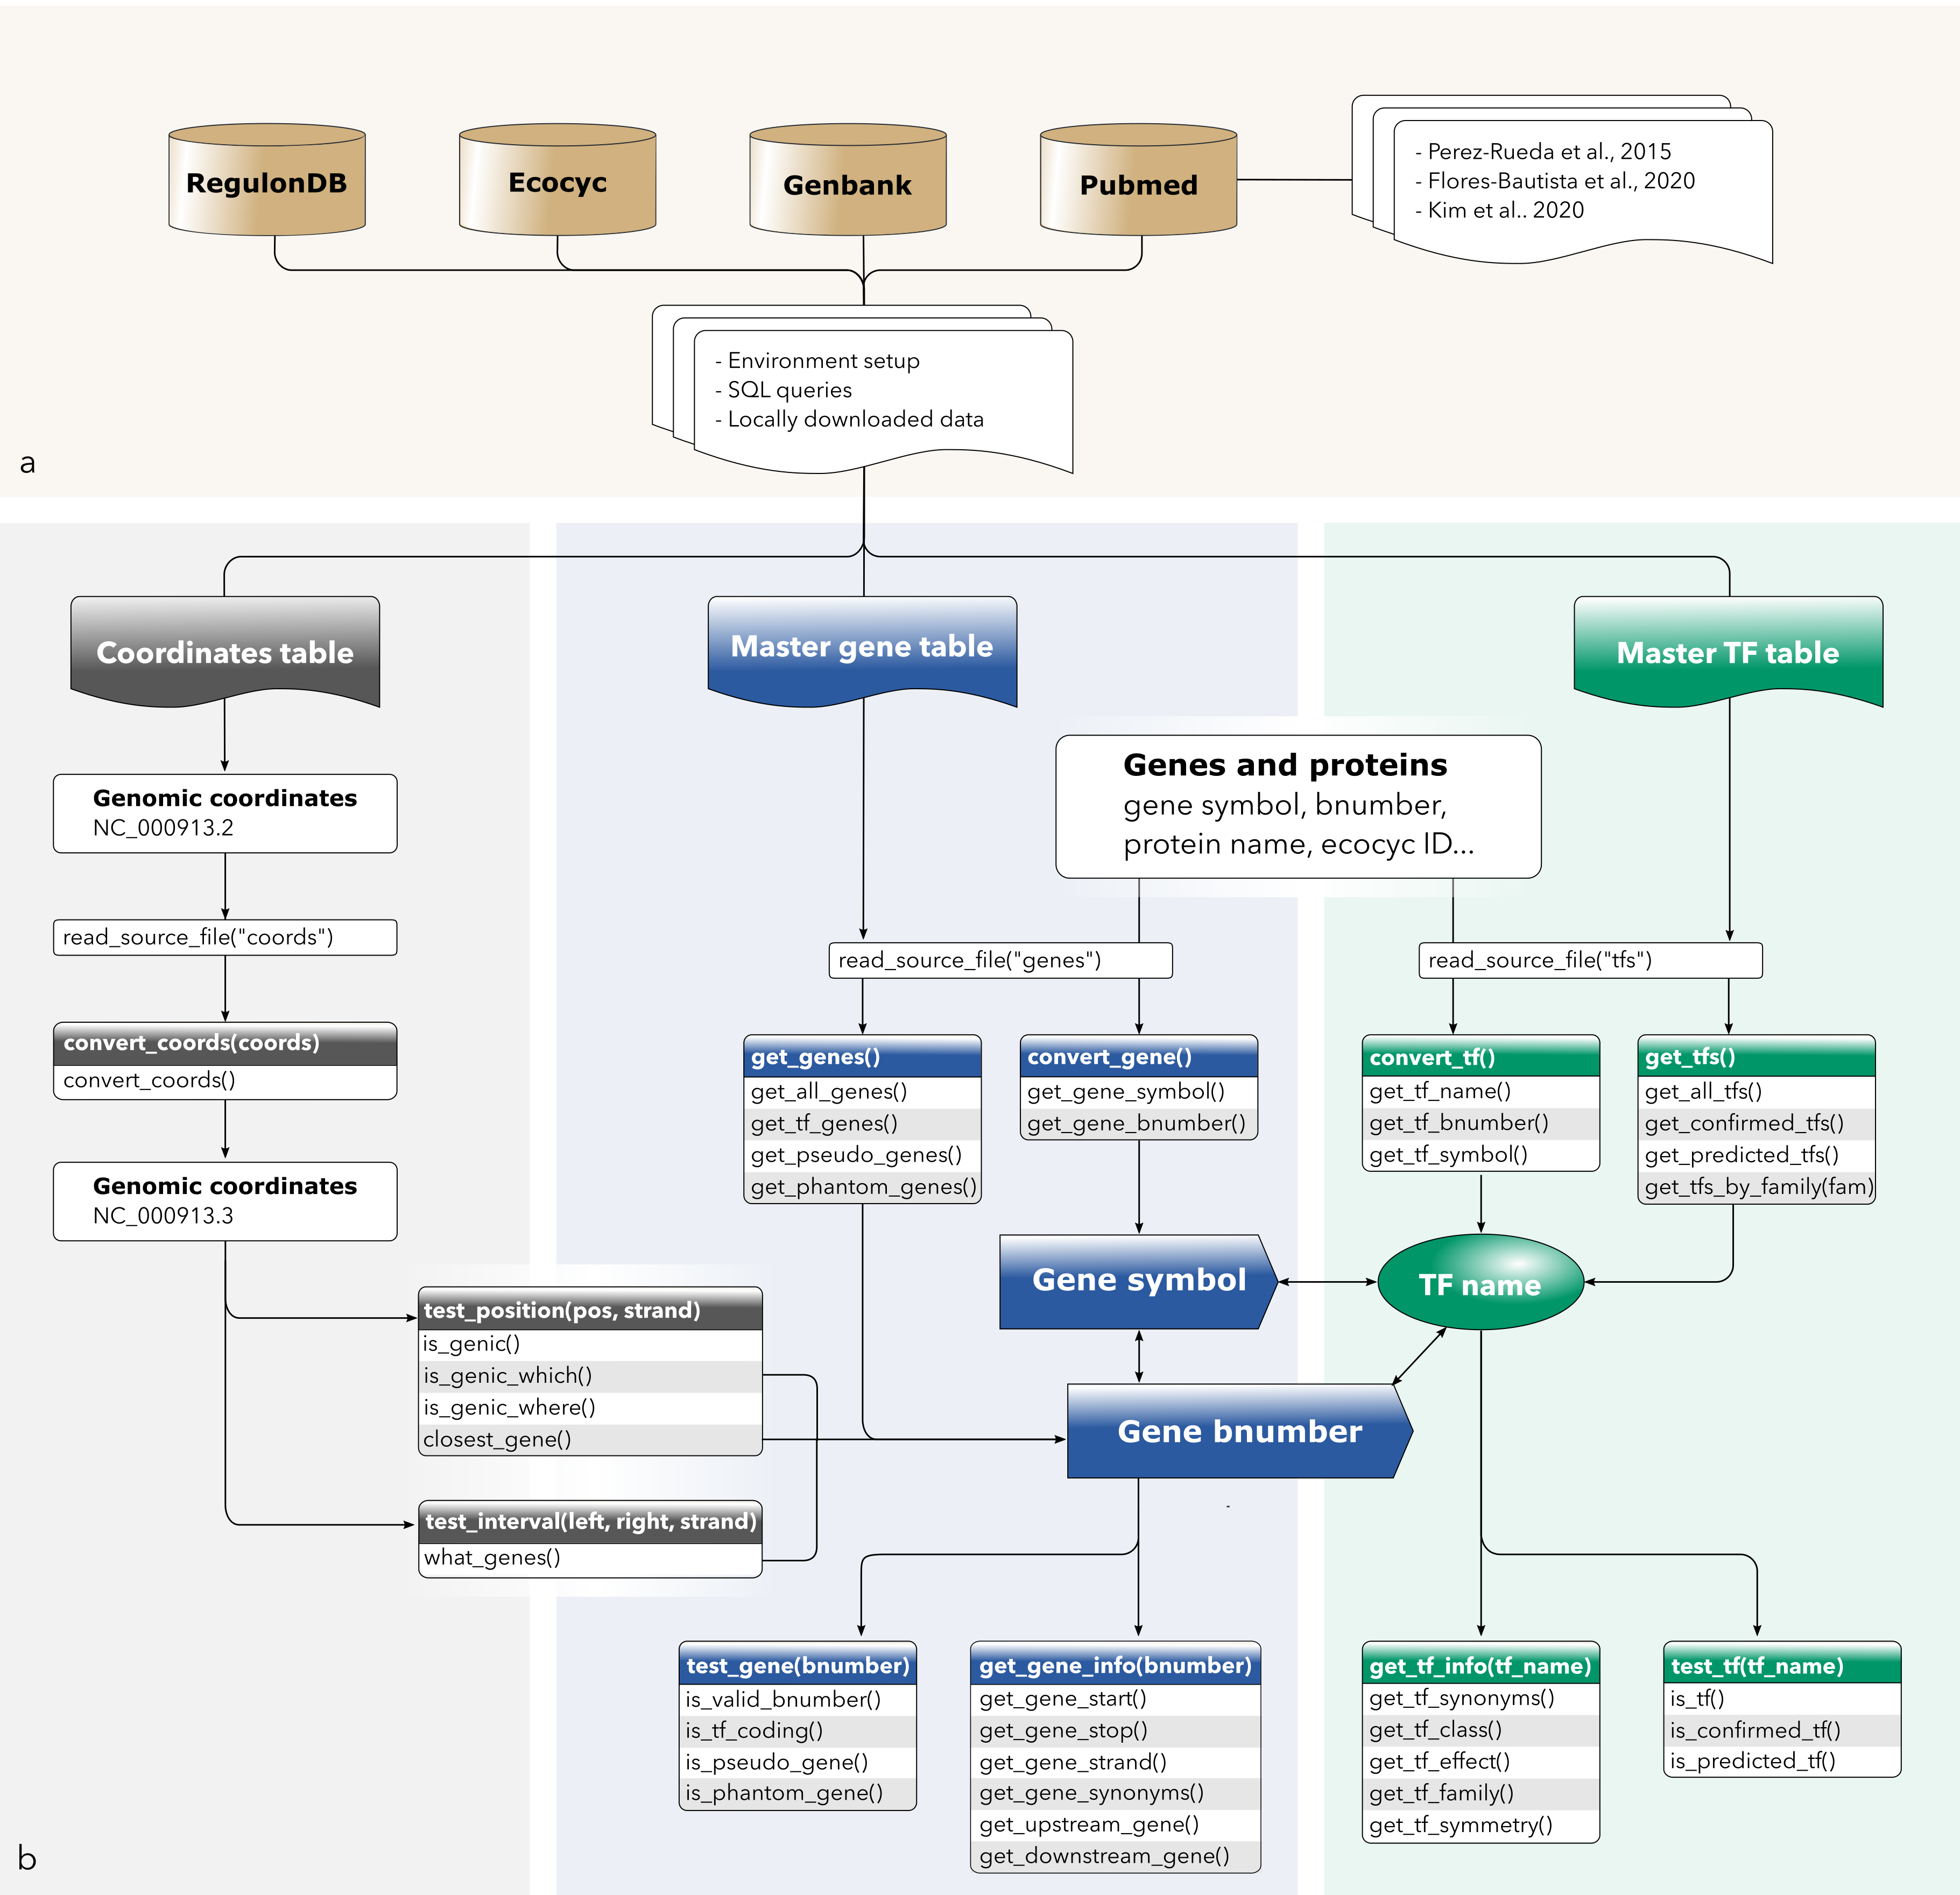 RegulonDB
Ecocyc
Genbank
Pubmed
- Perez-Rueda et al., 2015
- Flores-Bautista et al., 2020
- Kim et al.. 2020
- Environment setup
- SQL queries
- Locally downloaded data
a
Coordinates table
Master gene table
Master TF table
Genes and proteins
gene symbol, bnumber,
protein name, ecocyc ID...
Genomic coordinates
NC_000913.2
read_source_file("coords")
read_source_file("genes")
read_source_file("tfs")
convert_coords(coords)
convert_coords()
get_genes()
get_all_genes()
get_tf_genes()
get_pseudo_genes()
get_phantom_genes()
convert_gene()
get_gene_symbol()
get_gene_bnumber()
convert_tf()
get_tf_name()
get_tf_bnumber()
get_tf_symbol()
get_tfs()
get_all_tfs()
get_confirmed_tfs()
get_predicted_tfs()
get_tfs_by_family(fam)
Genomic coordinates
NC_000913.3
Gene symbol
TF name
test_position(pos, strand)
is_genic()
is_genic_which()
is_genic_where()
closest_gene()
Gene bnumber
test_interval(left, right, strand)
what_genes()
test_gene(bnumber)
is_valid_bnumber()
is_tf_coding()
is_pseudo_gene()
is_phantom_gene()
get_gene_info(bnumber)
get_gene_start()
get_gene_stop()
get_gene_strand()
get_gene_synonyms()
get_upstream_gene()
get_downstream_gene()
get_tf_info(tf_name)
get_tf_synonyms()
get_tf_class()
get_tf_effect()
get_tf_family()
get_tf_symmetry()
test_tf(tf_name)
is_tf()
is_confirmed_tf()
is_predicted_tf()
b